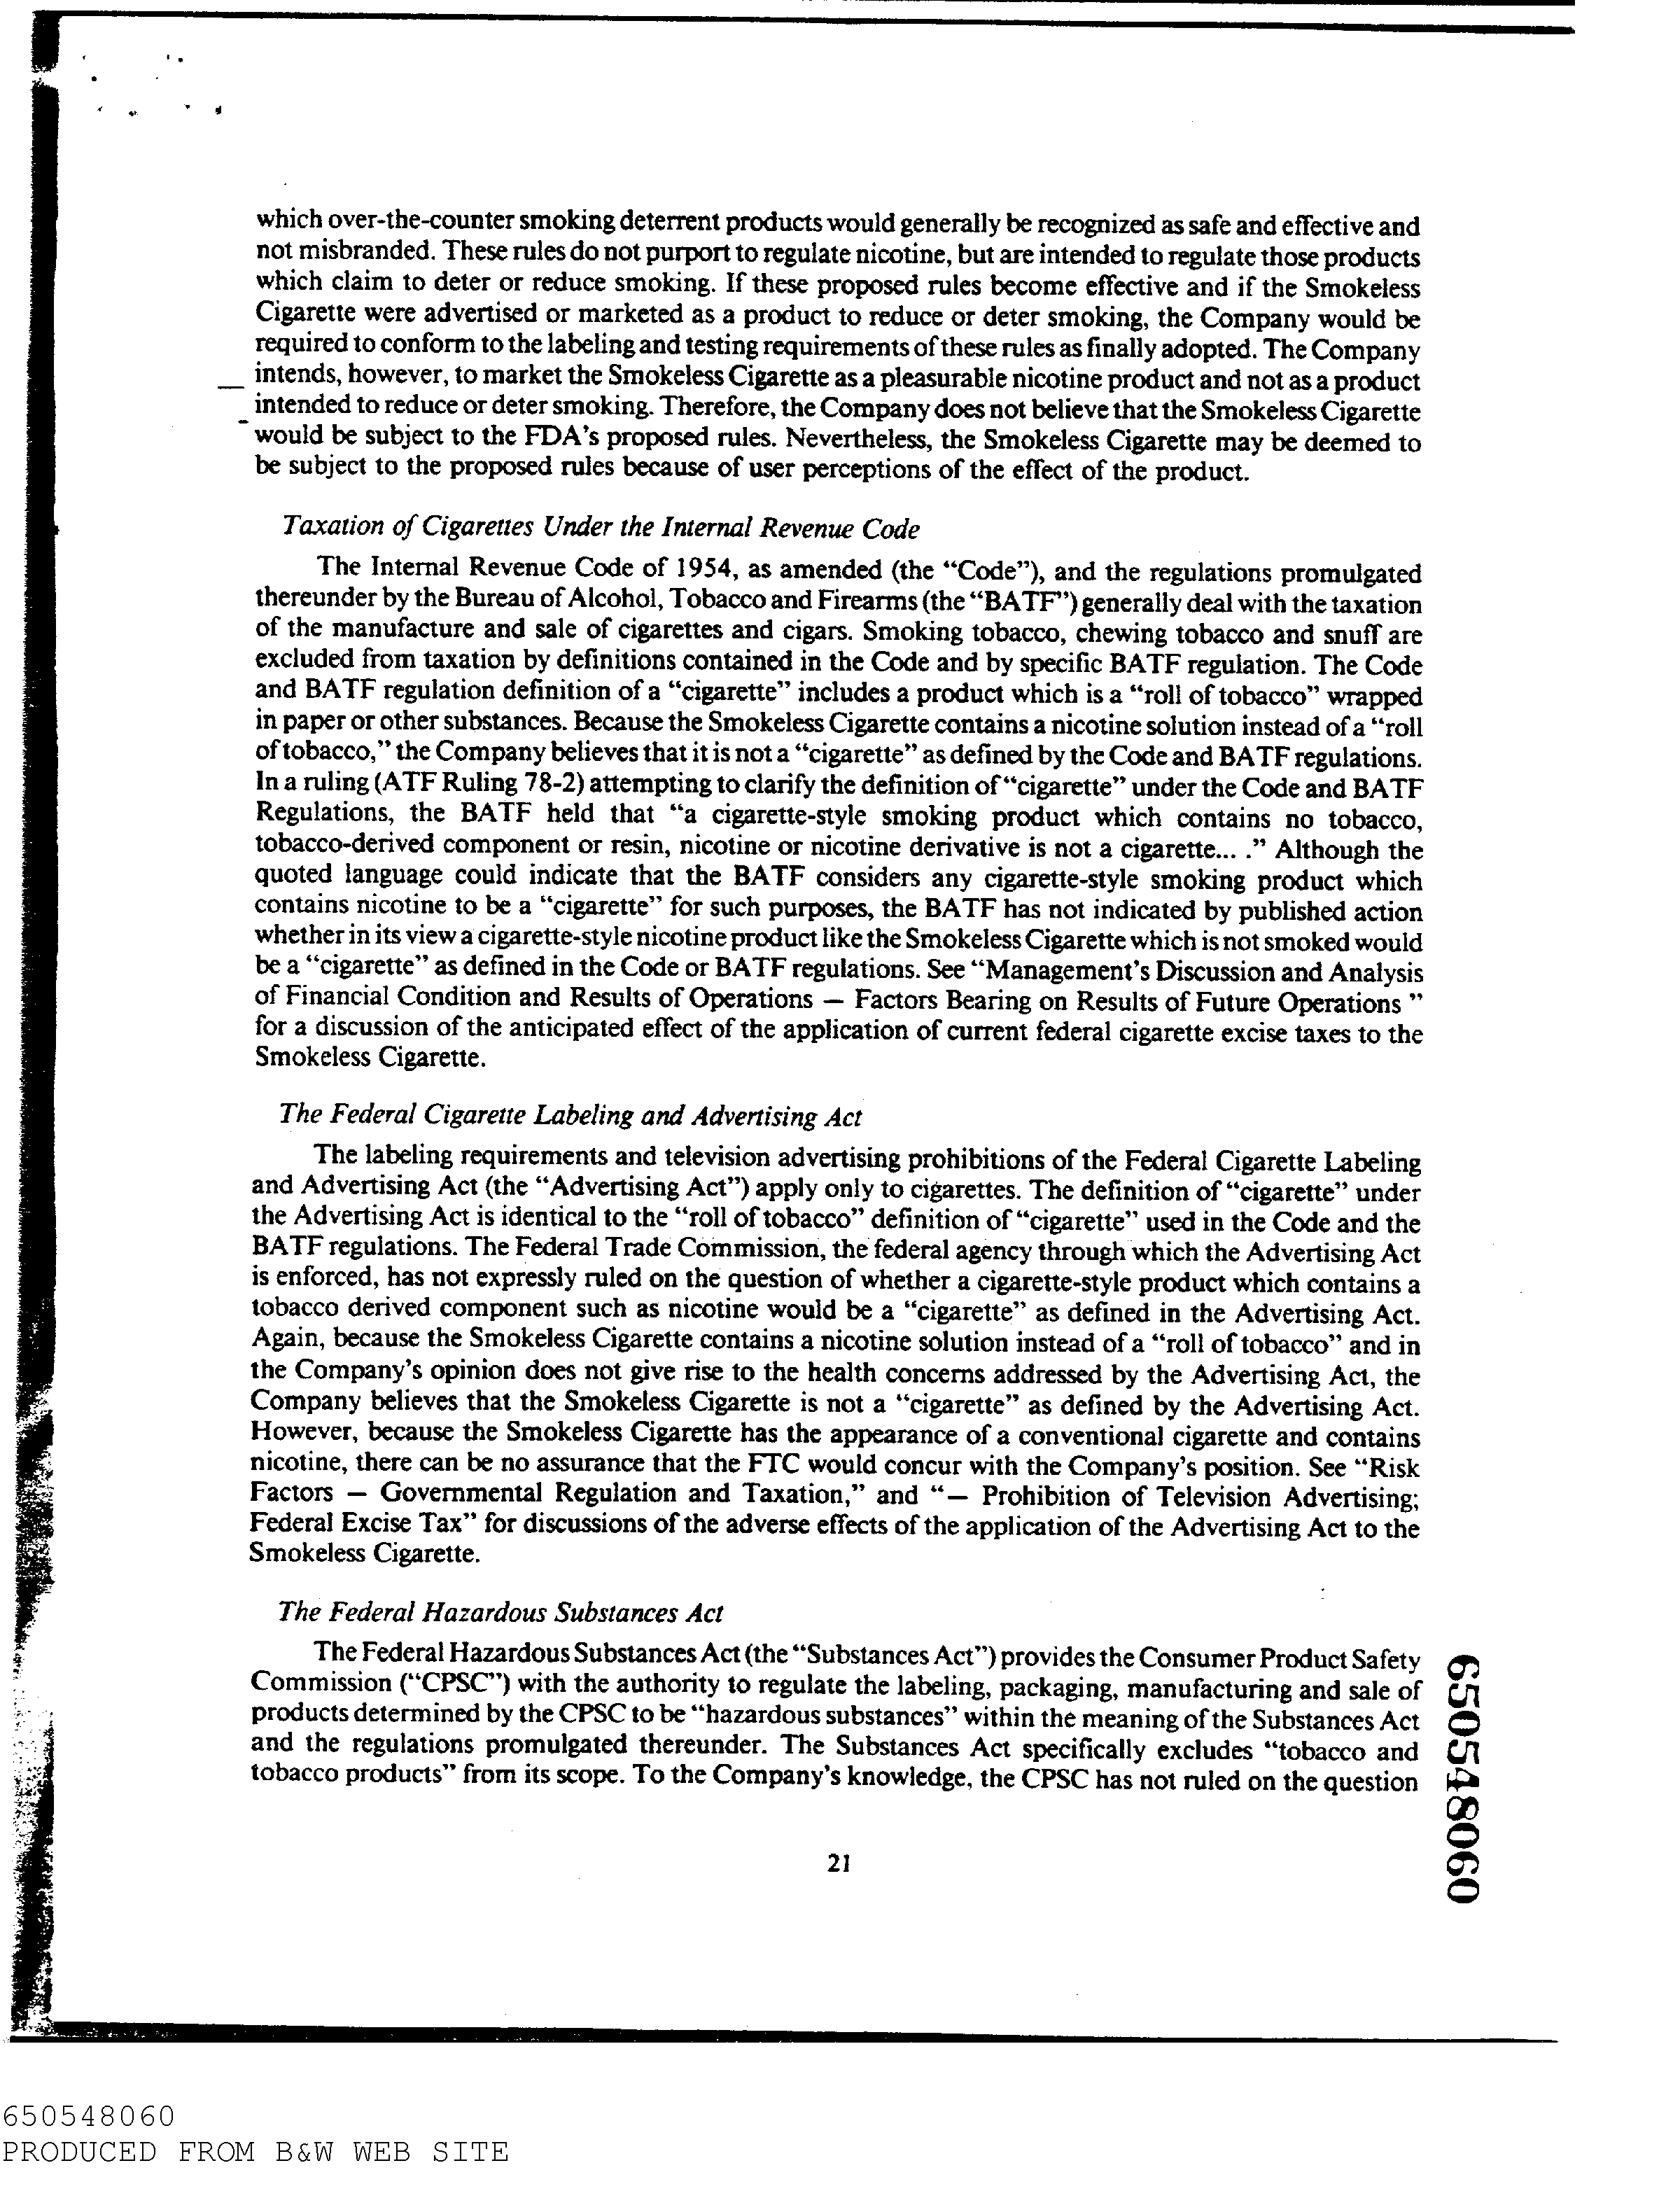 which over-the-counter smoking deterrent products would generally be recognized as safe and effective and
not misbranded. These rules do not purport to regulate nicotine, but are intended to regulate those products
which claim to deter or reduce smoking. If these proposed rules become effective and if the Smokeless
Cigarette were advertised or marketed as a product to reduce or deter smoking, the Company would be
required to conform to the labeling and testing requirements of these rules as finally adopted. The Company
intends, however, to market the Smokeless Cigarette as a pleasurable nicotine product and not as a product
intended to reduce or deter smoking. Therefore, the Company does not believe that the Smokeless Cigarette
would be subject to the FDA's proposed rules. Nevertheless, the Smokeless Cigarette may be deemed to
be subject to the proposed rules because of user perceptions of the effect of the product.
Taxation of Cigarettes Under the Internal Revenue Code
The Internal Revenue Code of 1954, as amended (the “Code”), and the regulations promulgated
thereunder by the Bureau of Alcohol, Tobacco and Firearms (the “BATF”) generally deal with the taxation
of the manufacture and sale of cigarettes and cigars. Smoking tobacco, chewing tobacco and snuff are
excluded from taxation by definitions contained in the Code and by specific BATF regulation. The Code
and BATF regulation definition of a “cigarette” includes a product which is a “roll of tobacco” wrapped
in paper or other substances. Because the Smokeless Cigarette contains a nicotine solution instead of a “roll
of tobacco,” the Company believes that it is not a “cigarette” as defined by the Code and BATF regulations.
In a ruling (ATF Ruling 78-2) attempting to clarify the definition of “cigarette” under the Code and BATF
Regulations, the BATF held that “a cigarette-style smoking product which contains no tobacco,
tobacco-derived component or resin, nicotine or nicotine derivative is not a cigarette... .” Although the
quoted language could indicate that the BATF considers any cigarette-style smoking product which
contains nicotine to be a “cigarette” for such purposes, the BATF has not indicated by published action
whether in its view a cigarette-style nicotine product like the Smokeless Cigarette which is not smoked would
be a “cigarette” as defined in the Code or BATF regulations. See “Management's Discussion and Analysis
of Financial Condition and Results of Operations — Factors Bearing on Results of Future Operations ”
for a discussion of the anticipated effect of the application of current federal cigarette excise taxes to the
Smokeless Cigarette.
The Federal Cigarette Labeling and Advertising Act
The labeling requirements and television advertising prohibitions of the Federal Cigarette Labeling
and Advertising Act (the “Advertising Act”) apply only to cigarettes. The definition of “cigarette” under
the Advertising Act is identical to the “roll of tobacco” definition of “cigarette” used in the Code and the
BATF regulations. The Federal Trade Commission, the federal agency through which the Advertising Act
is enforced, has not expressly ruled on the question of whether a cigarette-style product which contains a
tobacco derived component such as nicotine would be a “cigarette” as defined in the Advertising Act.
Again, because the Smokeless Cigarette contains a nicotine solution instead of a “roll of tobacco” and in
the Company's opinion does not give rise to the health concerns addressed by the Advertising Act, the
Company believes that the Smokeless Cigarette is not a “cigarette” as defined by the Advertising Act.
However, because the Smokeless Cigarette has the appearance of a conventional cigarette and contains
nicotine, there can be no assurance that the FTC would concur with the Company's position. See “Risk
Factors — Governmental Regulation and Taxation,” and “— Prohibition of Television Advertising;
Federal Excise Tax” for discussions of the adverse effects of the application of the Advertising Act to the
Smokeless Cigarette.
The Federal Hazardous Substances Act
The Federal Hazardous Substances Act (the “Substances Act”) provides the Consumer Product Safety
Commission (“CPSC”) with the authority to regulate the labeling, packaging, manufacturing and sale of
products determined by the CPSC to be “hazardous substances” within the meaning of the Substances Act
and the regulations promulgated thereunder. The Substances Act specifically excludes “tobacco and
tobacco products” from its scope. To the Company's knowledge, the CPSC has not ruled on the question
650548060
21
650548060
PRODUCED FROM B&W WEB SITE